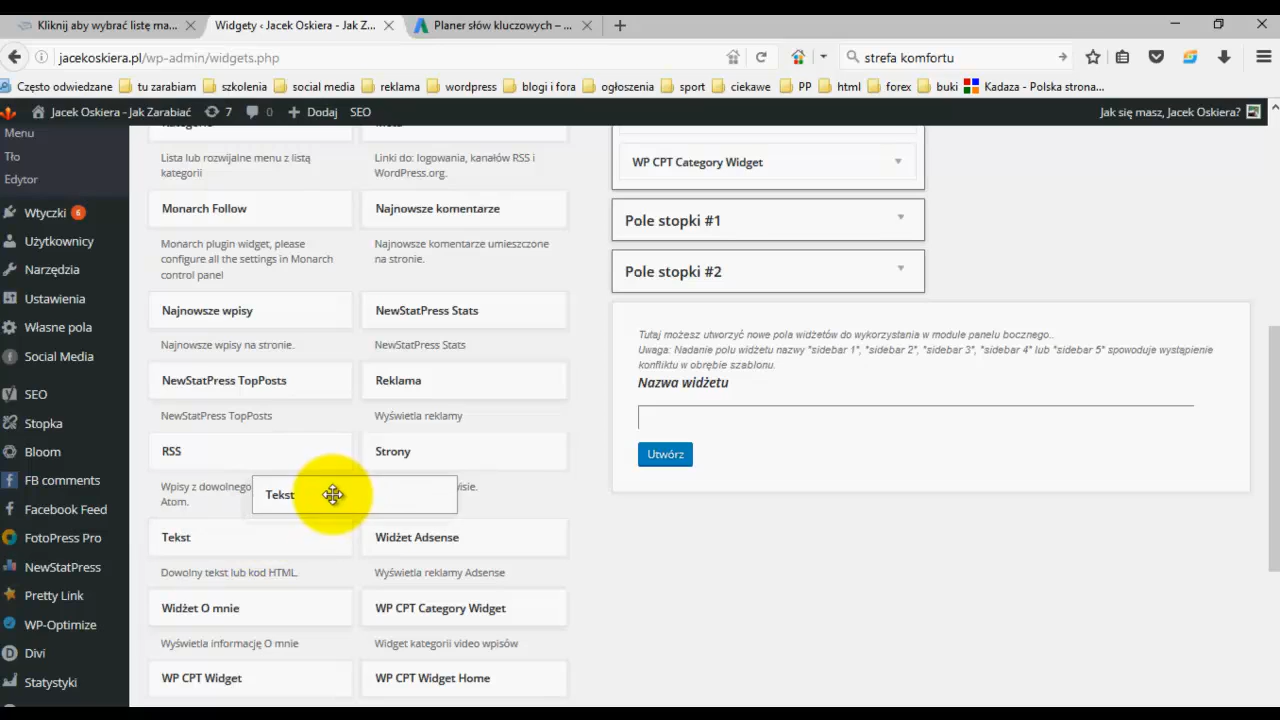 Kliknij aby wybrać listę ma...
Widgety ‹ Jacek Oskiera - Jak Z...
Planer słów kluczowych – ...
jacekoskiera.pl/wp-admin/widgets.php
strefa komfortu
Często odwiedzane
tu zarabiam
szkolenia
social media
reklama
wordpress
blogi i fora
ogłoszenia
sport
ciekawe
PP
html
forex
buki
Kadaza - Polska strona...
Jacek Oskiera - Jak Zarabiać
7
0
Dodaj
SEO
Jak się masz, Jacek Oskiera?
Menu
Tło
Edytor
Wtyczki 6
Użytkownicy
Narzędzia
Ustawienia
Własne pola
Social Media
SEO
Stopka
Bloom
FB comments
Facebook Feed
FotoPress Pro
NewStatPress
Pretty Link
WP-Optimize
Divi
Statystyki
Lista lub rozwijalne menu z listą
kategorii
Linki do: logowania, kanałów RSS i
WordPress.org.
Monarch Follow
Monarch plugin widget, please
configure all the settings in Monarch
control panel
Najnowsze komentarze
Najnowsze komentarze umieszczone
na stronie.
Najnowsze wpisy
Najnowsze wpisy na stronie.
NewStatPress Stats
NewStatPress Stats
NewStatPress TopPosts
NewStatPress TopPosts
Reklama
Wyświetla reklamy
RSS
Wpisy z dowolnego
Atom.
Strony
Tekst
Tekst
Dowolny tekst lub kod HTML.
Widżet Adsense
Wyświetla reklamy Adsense
Widżet O mnie
Wyświetla informację O mnie
WP CPT Category Widget
Widget kategorii video wpisów
WP CPT Widget
WP CPT Widget Home
WP CPT Category Widget
Pole stopki #1
Pole stopki #2
Tutaj możesz utworzyć nowe pola widżetów do wykorzystania w module panelu bocznego..
Uwaga: Nadanie polu widżetu nazwy "sidebar 1", "sidebar 2", "sidebar 3", "sidebar 4" lub "sidebar 5" spowoduje wystąpienie
konfliktu w obrębie szablonu.
Nazwa widżetu
Utwórz